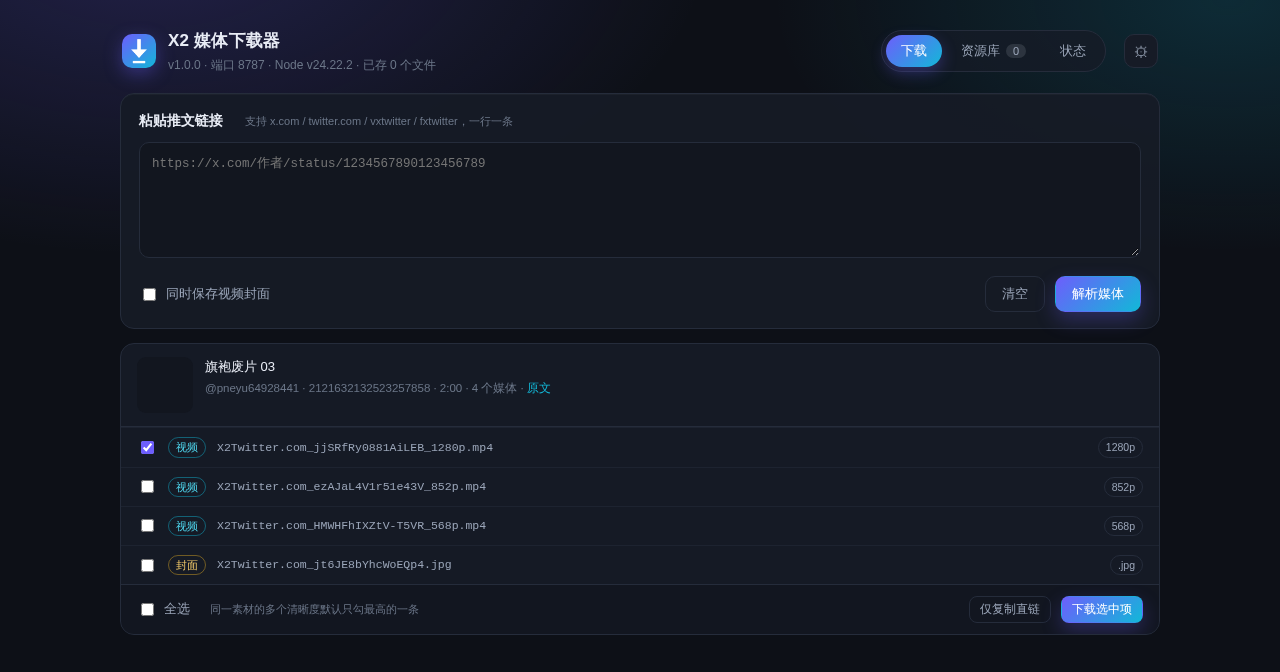 X2 媒体下载器
v1.0.0 · 端口 8787 · Node v24.22.2 · 已存 0 个文件
下载 资源库 0 状态
粘贴推文链接 支持 x.com / twitter.com / vxtwitter / fxtwitter，一行一条
https://x.com/作者/status/1234567890123456789
同时保存视频封面 清空 解析媒体
旗袍废片 03
@pneyu64928441 · 2121632132523257858 · 2:00 · 4 个媒体 · 原文
视频 X2Twitter.com_jjSRfRy0881AiLEB_1280p.mp4 1280p
视频 X2Twitter.com_ezAJaL4V1r51e43V_852p.mp4 852p
视频 X2Twitter.com_HMWHFhIXZtV-T5VR_568p.mp4 568p
封面 X2Twitter.com_jt6JE8bYhcWoEQp4.jpg .jpg
全选 同一素材的多个清晰度默认只勾最高的一条 仅复制直链 下载选中项